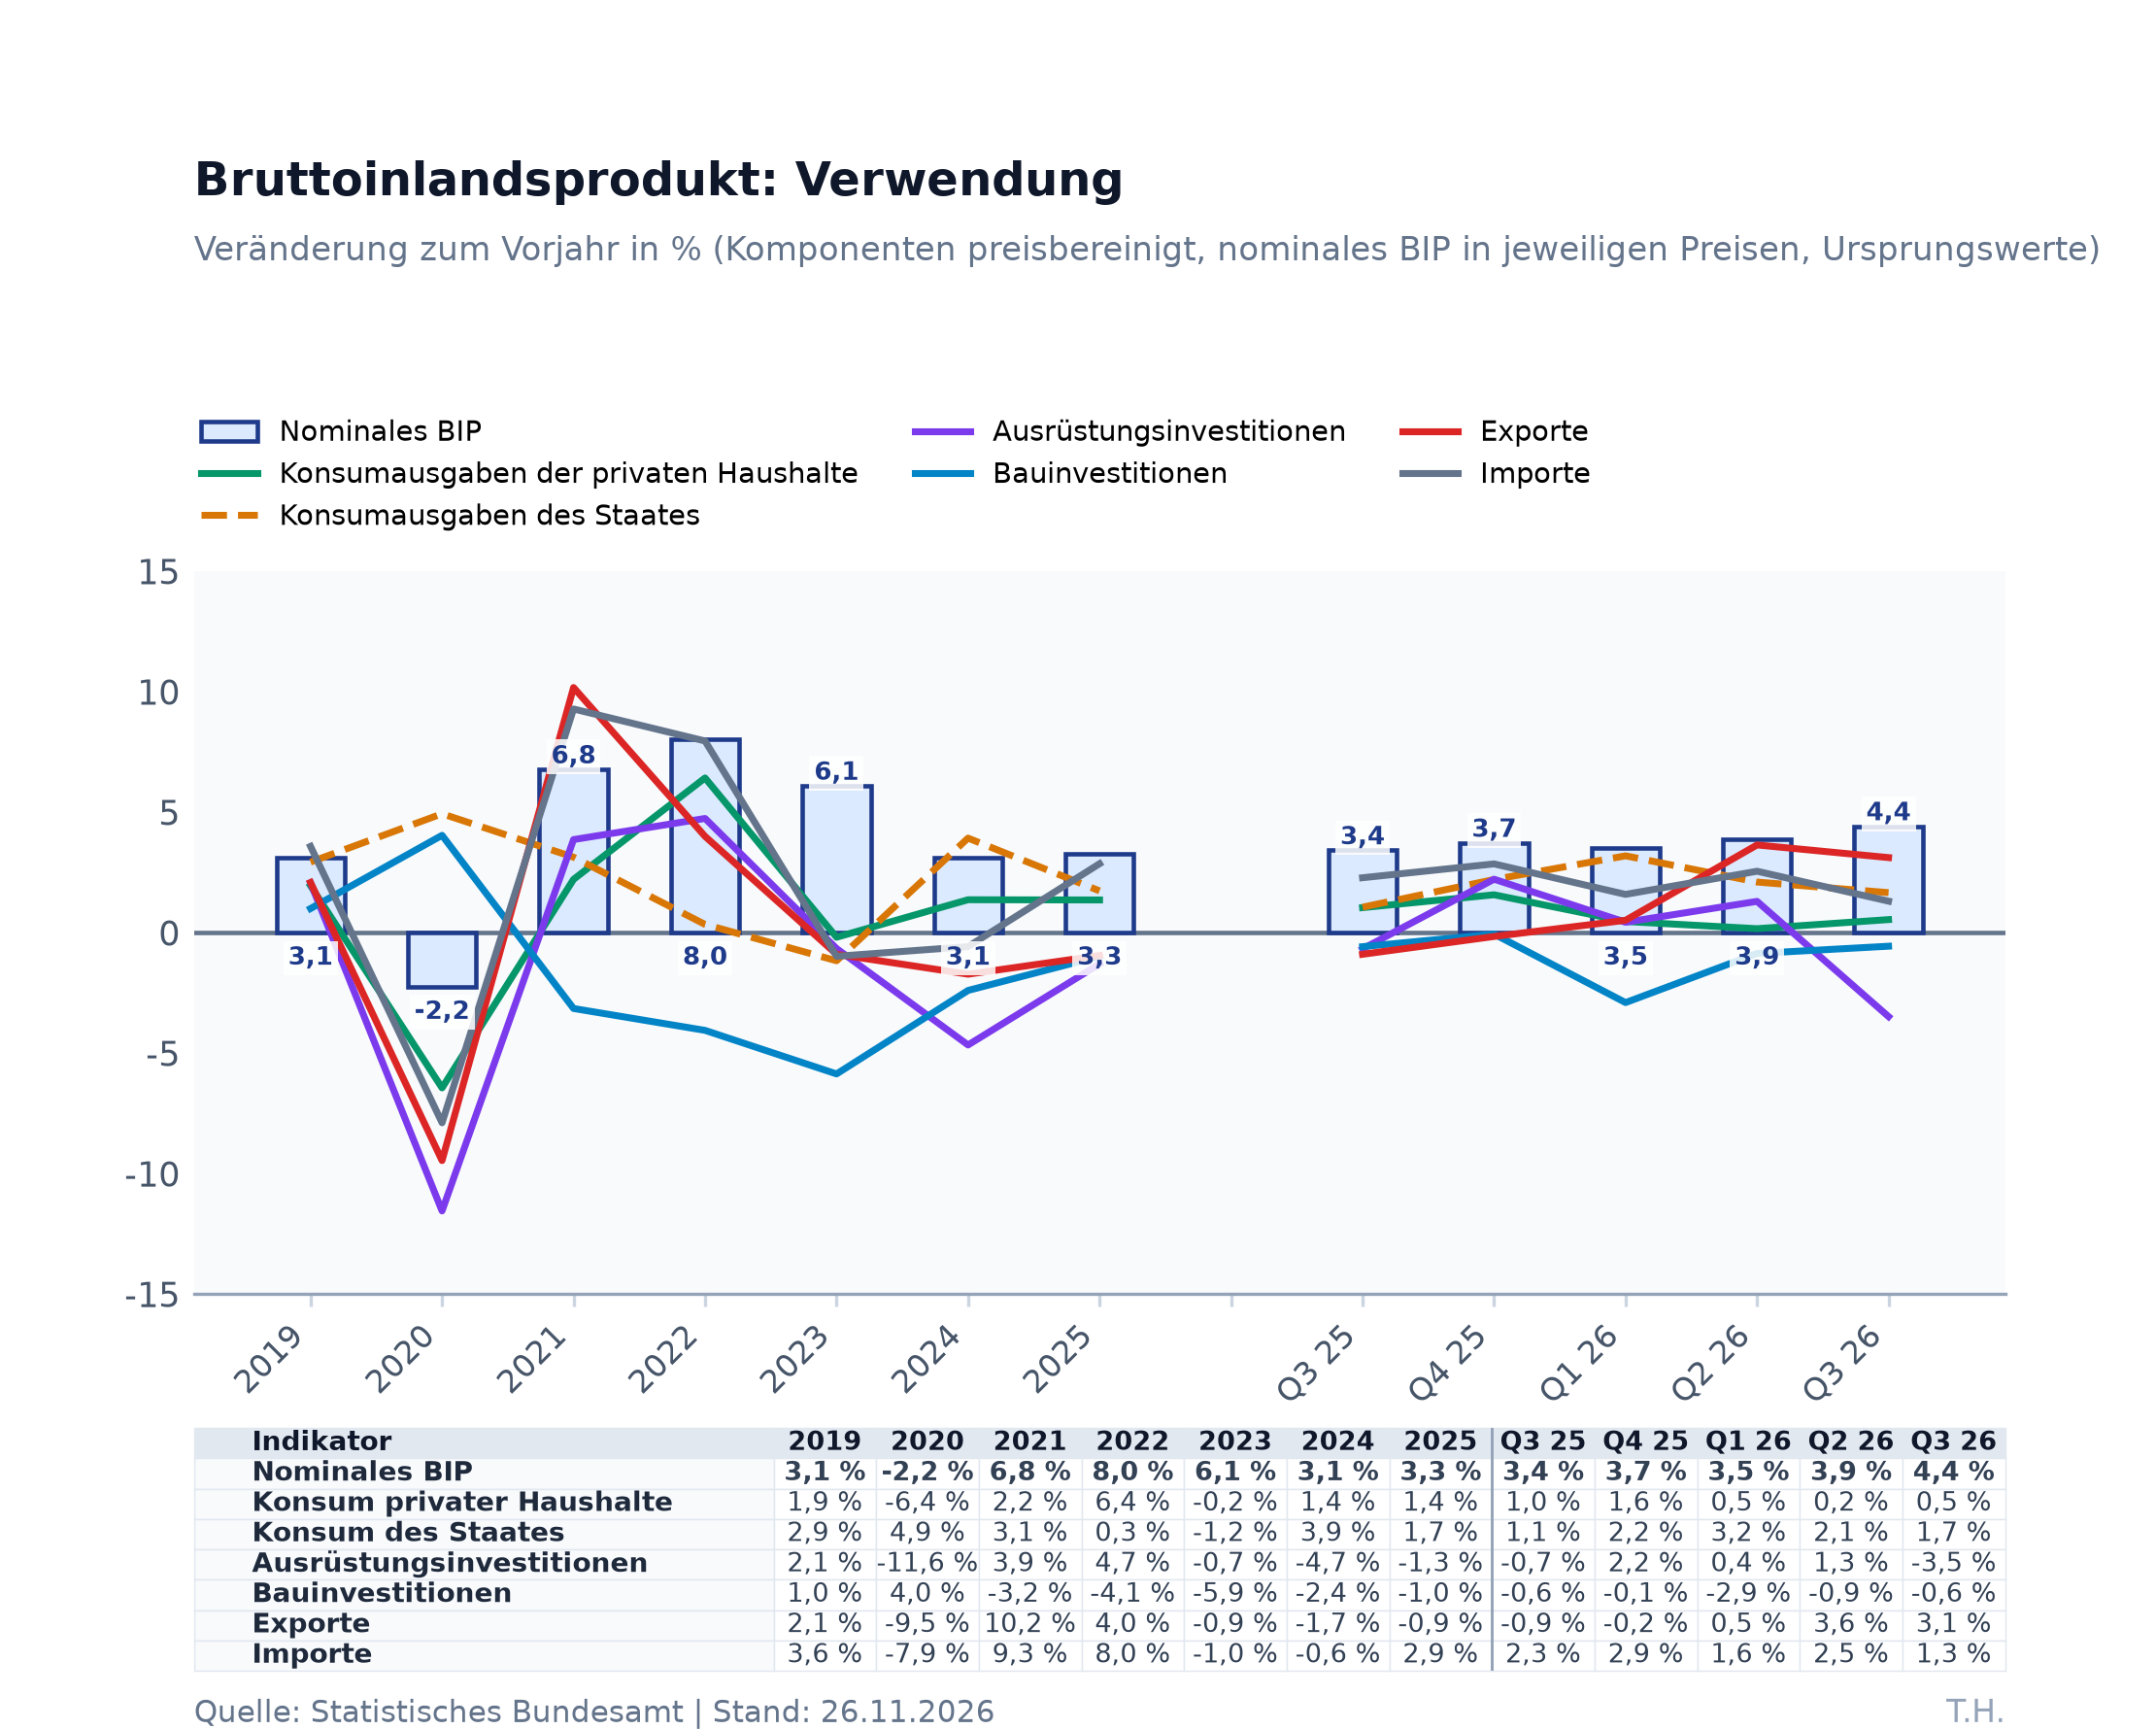 Bruttoinlandsprodukt: Verwendung
Veränderung zum Vorjahr in % (Komponenten preisbereinigt, nominales BIP in jeweiligen Preisen, Ursprungswerte)
Nominales BIP Ausrüstungsinvestitionen Exporte
Konsumausgaben der privaten Haushalte Bauinvestitionen Importe
Konsumausgaben des Staates
15
10
5
0
-5
-10
-15
6,8
6,1
4,4
3,4 3,7
3,1 8,0 3,1 3,3 3,5 3,9
-2,2
2019 2020 2021 2022 2023 2024 2025 Q3 25 Q4 25 Q1 26 Q2 26 Q3 26
Indikator 2019 2020 2021 2022 2023 2024 2025 Q3 25 Q4 25 Q1 26 Q2 26 Q3 26
Nominales BIP 3,1 % -2,2 % 6,8 % 8,0 % 6,1 % 3,1 % 3,3 % 3,4 % 3,7 % 3,5 % 3,9 % 4,4 %
Konsum privater Haushalte 1,9 % -6,4 % 2,2 % 6,4 % -0,2 % 1,4 % 1,4 % 1,0 % 1,6 % 0,5 % 0,2 % 0,5 %
Konsum des Staates 2,9 % 4,9 % 3,1 % 0,3 % -1,2 % 3,9 % 1,7 % 1,1 % 2,2 % 3,2 % 2,1 % 1,7 %
Ausrüstungsinvestitionen 2,1 % -11,6 % 3,9 % 4,7 % -0,7 % -4,7 % -1,3 % -0,7 % 2,2 % 0,4 % 1,3 % -3,5 %
Bauinvestitionen 1,0 % 4,0 % -3,2 % -4,1 % -5,9 % -2,4 % -1,0 % -0,6 % -0,1 % -2,9 % -0,9 % -0,6 %
Exporte 2,1 % -9,5 % 10,2 % 4,0 % -0,9 % -1,7 % -0,9 % -0,9 % -0,2 % 0,5 % 3,6 % 3,1 %
Importe 3,6 % -7,9 % 9,3 % 8,0 % -1,0 % -0,6 % 2,9 % 2,3 % 2,9 % 1,6 % 2,5 % 1,3 %
Quelle: Statistisches Bundesamt | Stand: 26.11.2026 T.H.